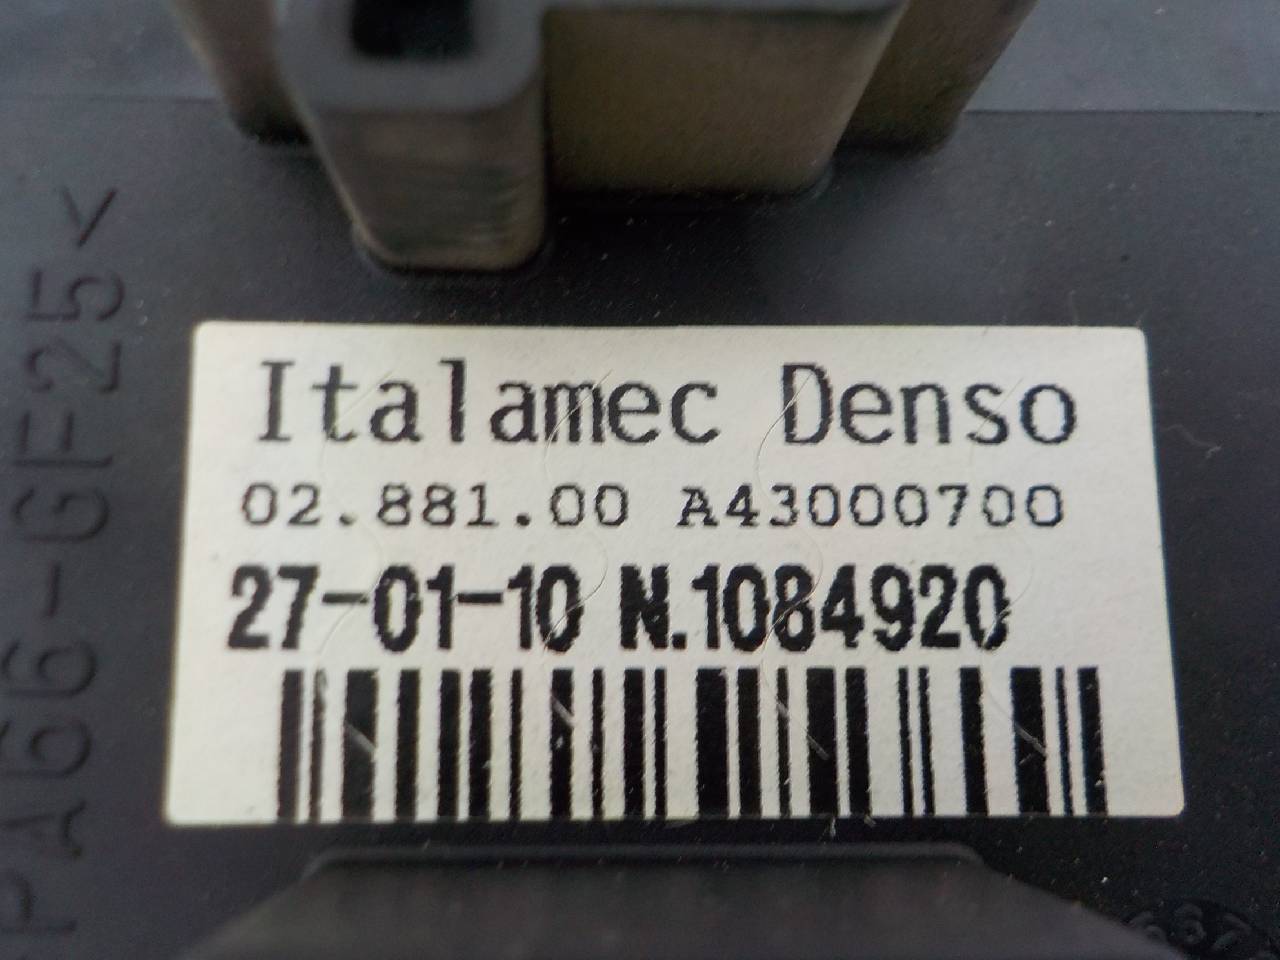 Italamec Denso
02.881.00 A43000700
27-01-10 N.1084920
PA66-GF25<